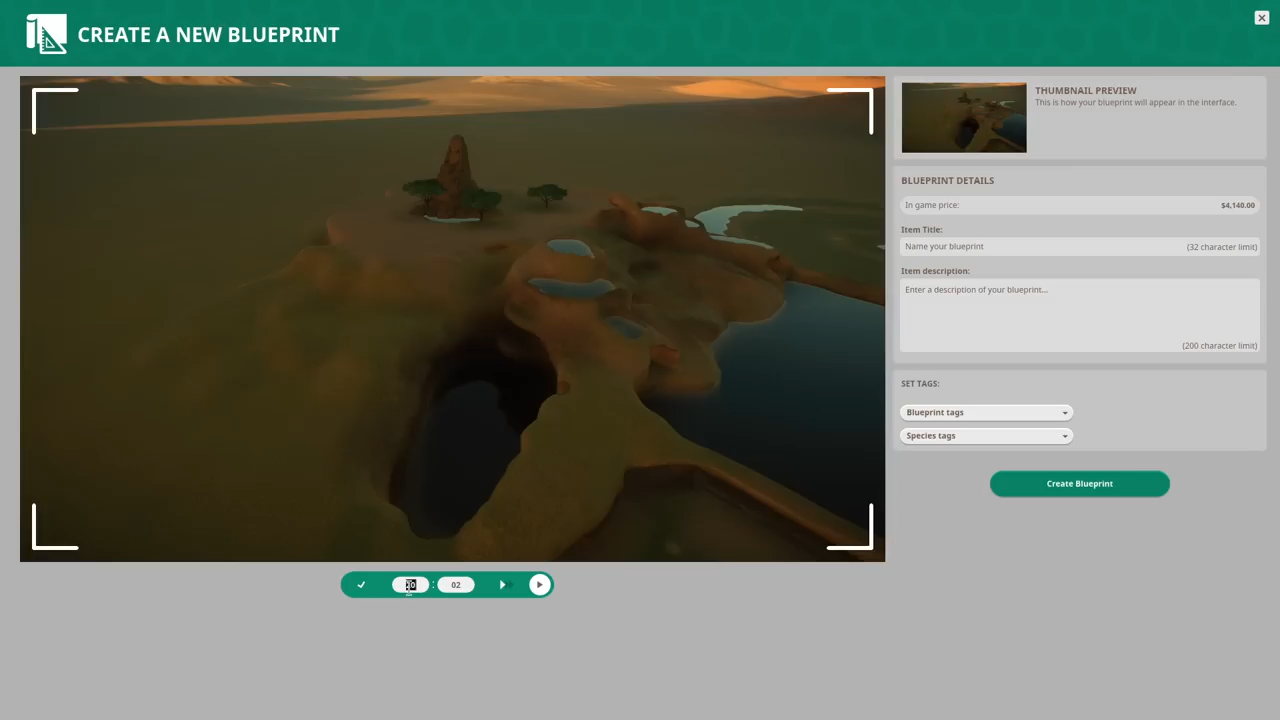 CREATE A NEW BLUEPRINT
THUMBNAIL PREVIEW
This is how your blueprint will appear in the interface.
BLUEPRINT DETAILS
In game price: $4,140.00
Item Title:
Name your blueprint (32 character limit)
Item description:
Enter a description of your blueprint...
(200 character limit)
SET TAGS:
Blueprint tags
Species tags
Create Blueprint
: 02